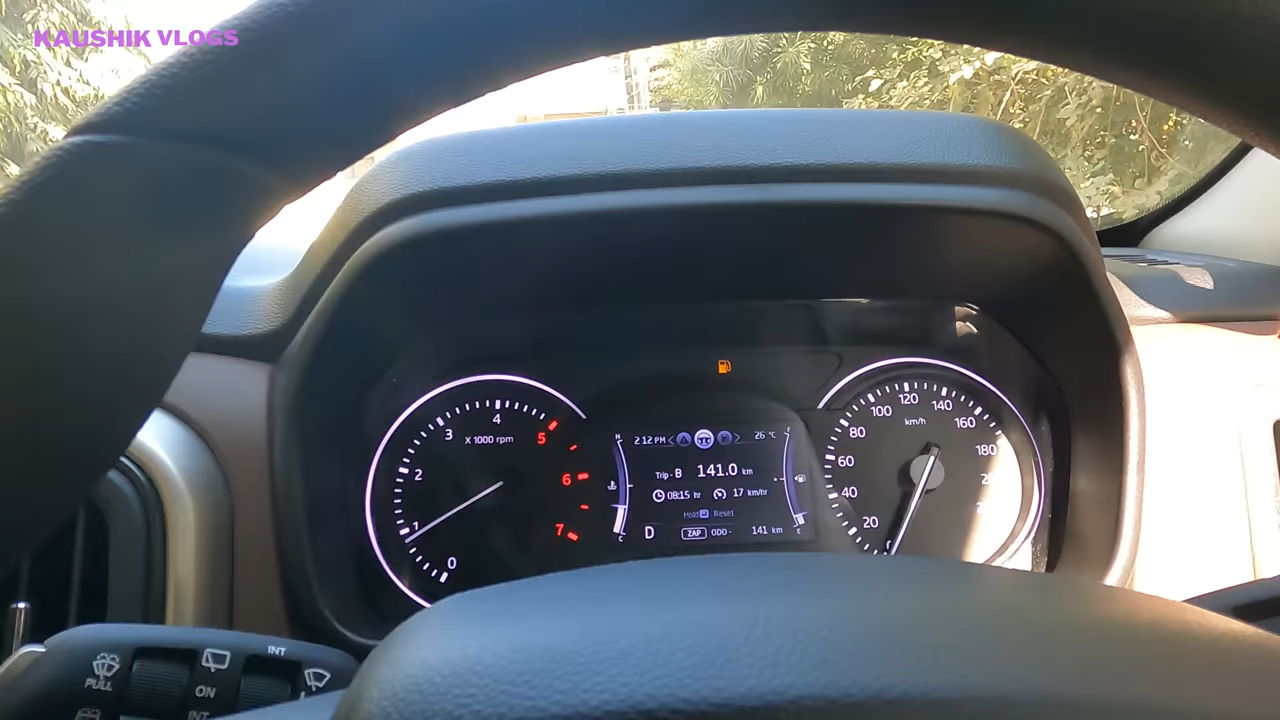 KAUSHIK VLOGS
4
3
5
X 1000 rpm
2
6
1
7
0
2:12 PM
26 °C
Trip - B 141.0 km
08:15 hr 17 km/hr
Hold Reset
D ZAP ODO - 141 km
H
C
F
E
120
100
140
km/h
80
160
60
180
40
20
0
INT
PULL
ON
INT